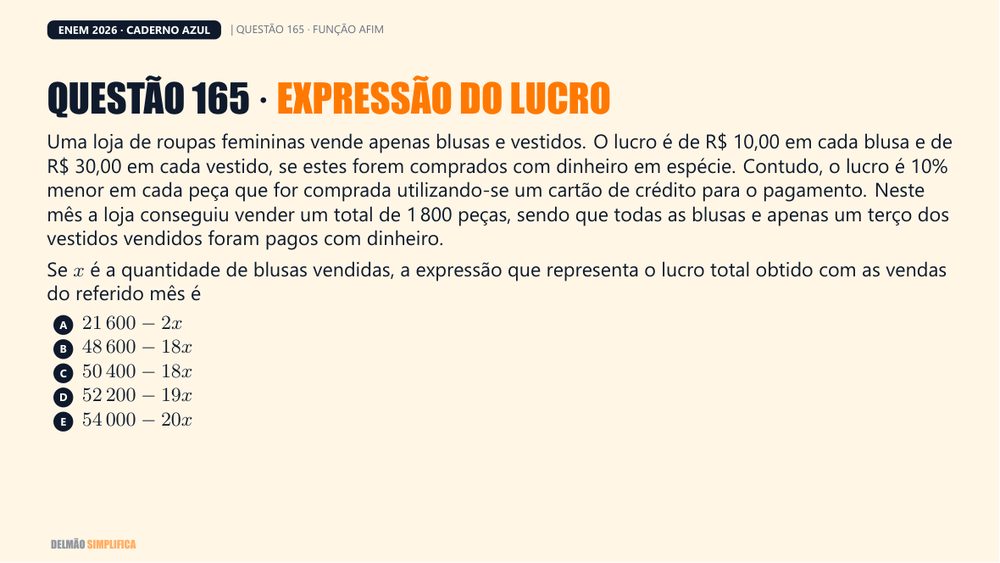 ENEM 2026 · CADERNO AZUL | QUESTÃO 165 · FUNÇÃO AFIM
QUESTÃO 165 · EXPRESSÃO DO LUCRO
Uma loja de roupas femininas vende apenas blusas e vestidos. O lucro é de R$ 10,00 em cada blusa e de
R$ 30,00 em cada vestido, se estes forem comprados com dinheiro em espécie. Contudo, o lucro é 10%
menor em cada peça que for comprada utilizando-se um cartão de crédito para o pagamento. Neste
mês a loja conseguiu vender um total de 1 800 peças, sendo que todas as blusas e apenas um terço dos
vestidos vendidos foram pagos com dinheiro.
Se x é a quantidade de blusas vendidas, a expressão que representa o lucro total obtido com as vendas
do referido mês é
A 21 600 − 2x
B 48 600 − 18x
C 50 400 − 18x
D 52 200 − 19x
E 54 000 − 20x
DELMÃO SIMPLIFICA